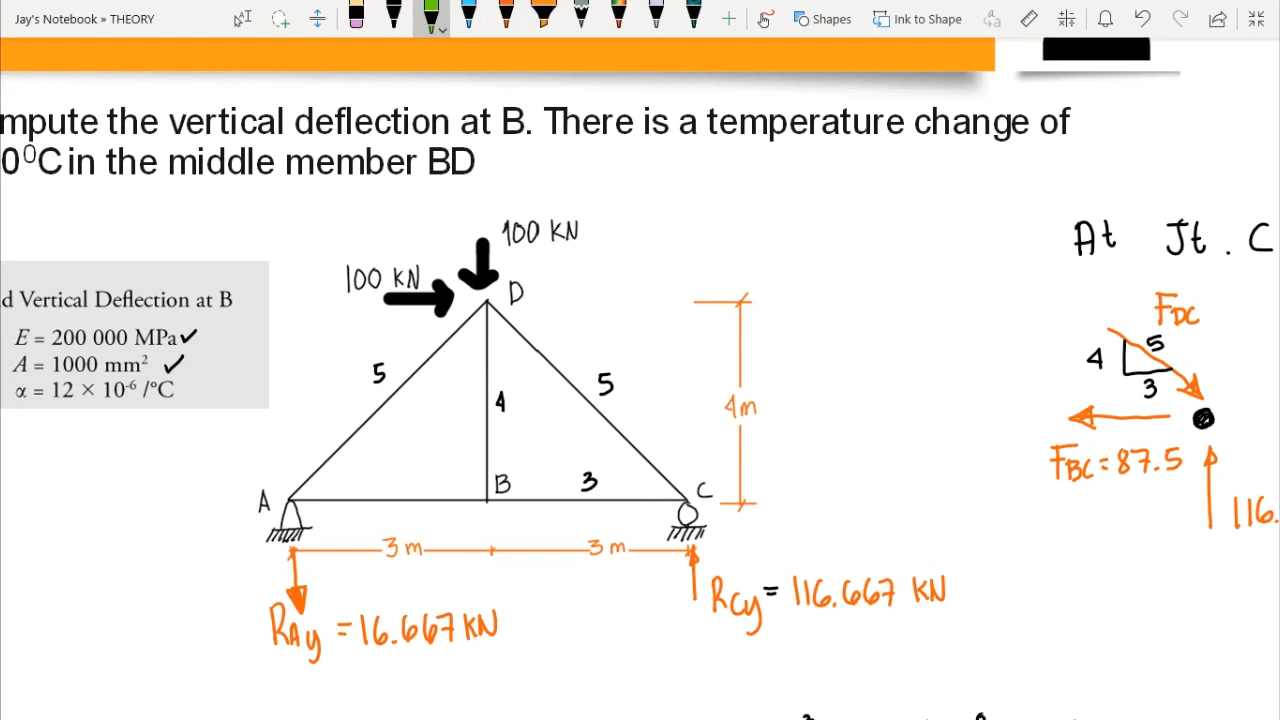 Jay's Notebook » THEORY
Shapes
Ink to Shape
mpute the vertical deflection at B. There is a temperature change of
0⁰C in the middle member BD
d Vertical Deflection at B
E = 200 000 MPa ✓
A = 1000 mm² ✓
α = 12 × 10⁻⁶ /°C
100 KN
100 KN
D
5
5
4
4m
B
3
A
C
3 m
3 m
RAy = 16.667 KN
RCy = 116.667 KN
At Jt. C
FDC
5
4
3
FBC = 87.5
116.